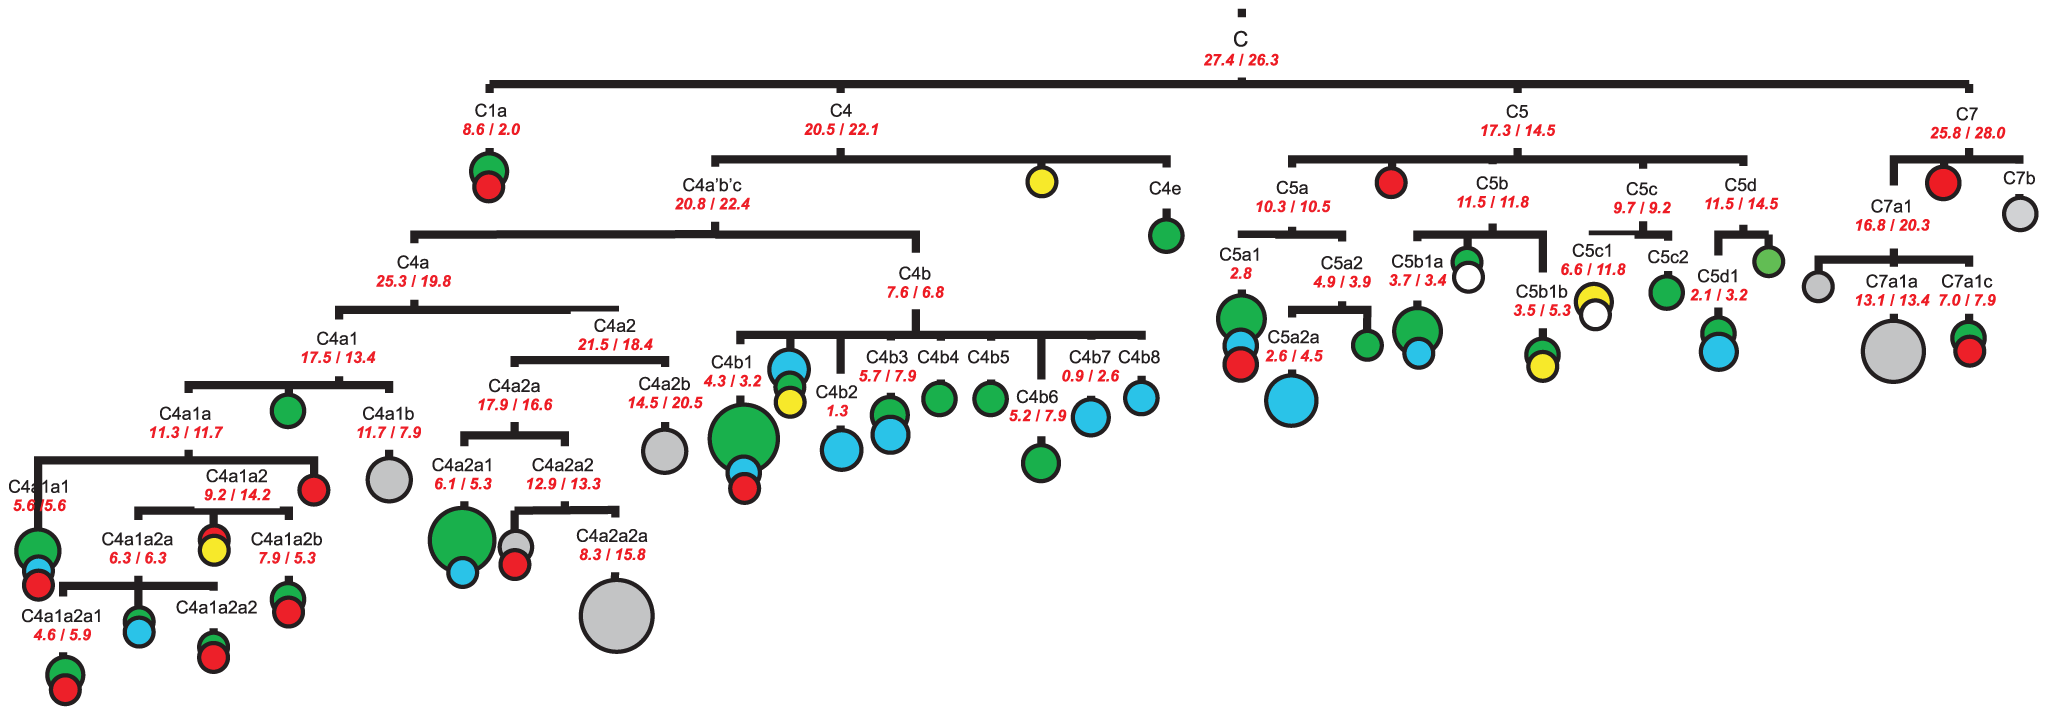 C
27.4 / 26.3
C1a
8.6 / 2.0
C4
20.5 / 22.1
C5
17.3 / 14.5
C7
25.8 / 28.0
C4a'b'c
20.8 / 22.4
C4e
C5a
10.3 / 10.5
C5b
11.5 / 11.8
C5c
9.7 / 9.2
C5d
11.5 / 14.5
C7a1
16.8 / 20.3
C7b
C4a
25.3 / 19.8
C4b
7.6 / 6.8
C5a1
2.8
C5a2
4.9 / 3.9
C5b1a
3.7 / 3.4
C5b1b
3.5 / 5.3
C5c1
6.6 / 11.8
C5c2
C5d1
2.1 / 3.2
C7a1a
13.1 / 13.4
C7a1c
7.0 / 7.9
C4a1
17.5 / 13.4
C4a2
21.5 / 18.4
C5a2a
2.6 / 4.5
C4b1
4.3 / 3.2
C4b2
1.3
C4b3
5.7 / 7.9
C4b4
C4b5
C4b6
5.2 / 7.9
C4b7
0.9 / 2.6
C4b8
C4a1a
11.3 / 11.7
C4a1b
11.7 / 7.9
C4a2a
17.9 / 16.6
C4a2b
14.5 / 20.5
C4a1a1
5.6 / 5.6
C4a1a2
9.2 / 14.2
C4a2a1
6.1 / 5.3
C4a2a2
12.9 / 13.3
C4a1a2a
6.3 / 6.3
C4a1a2b
7.9 / 5.3
C4a2a2a
8.3 / 15.8
C4a1a2a1
4.6 / 5.9
C4a1a2a2